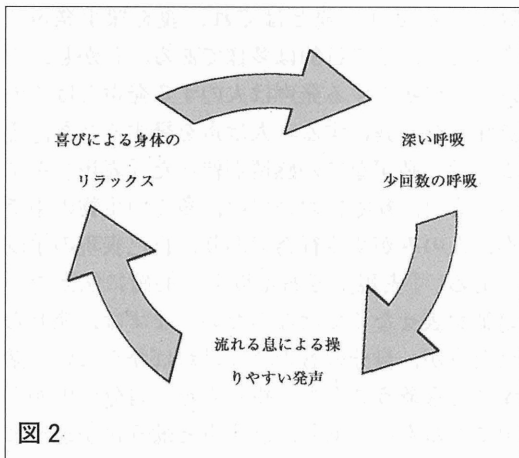 喜びによる身体の
リラックス
深い呼吸
少回数の呼吸
流れる息による操
りやすい発声
図2